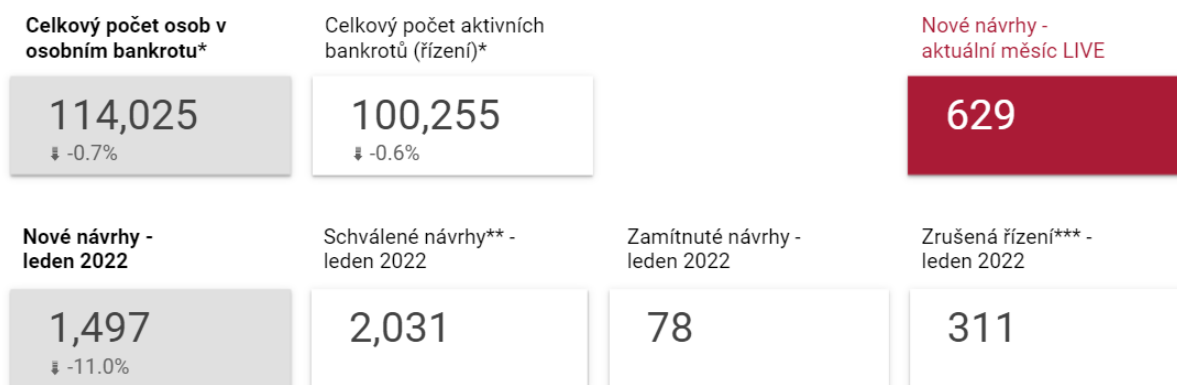 Celkový počet osob v
osobním bankrotu*
114,025
-0.7%
Celkový počet aktivních
bankrotů (řízení)*
100,255
-0.6%
Nové návrhy -
aktuální měsíc LIVE
629
Nové návrhy -
leden 2022
1,497
-11.0%
Schválené návrhy** -
leden 2022
2,031
Zamítnuté návrhy -
leden 2022
78
Zrušená řízení*** -
leden 2022
311